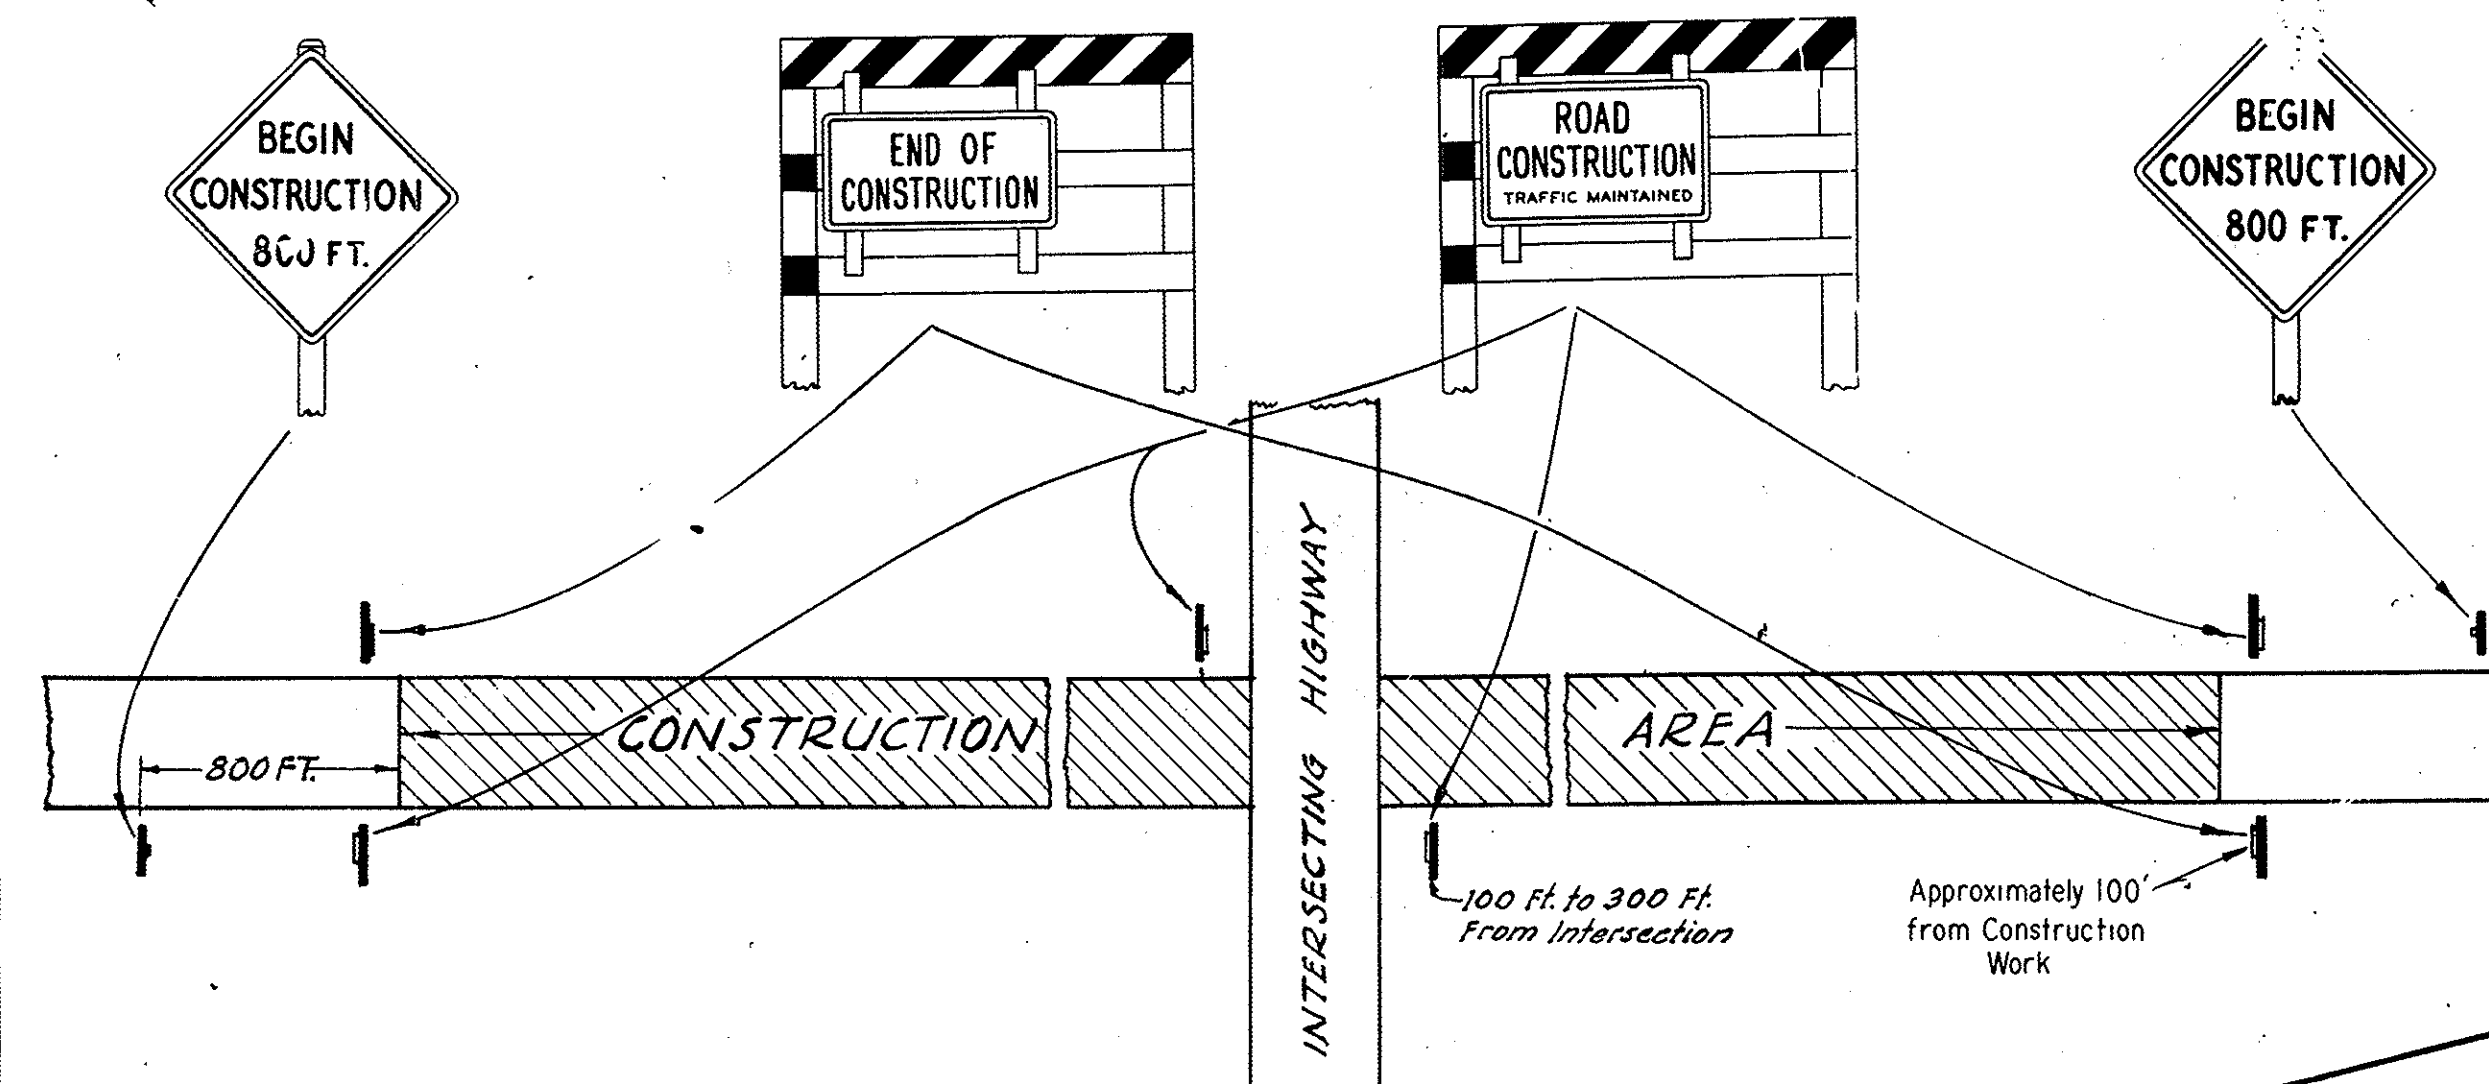 BEGIN
CONSTRUCTION
800 FT.
END OF
CONSTRUCTION
ROAD
CONSTRUCTION
TRAFFIC MAINTAINED
BEGIN
CONSTRUCTION
800 FT.
INTERSECTING HIGHWAY
CONSTRUCTION
AREA
800 FT.
100 Ft. to 300 Ft.
From Intersection
Approximately 100'
from Construction
Work